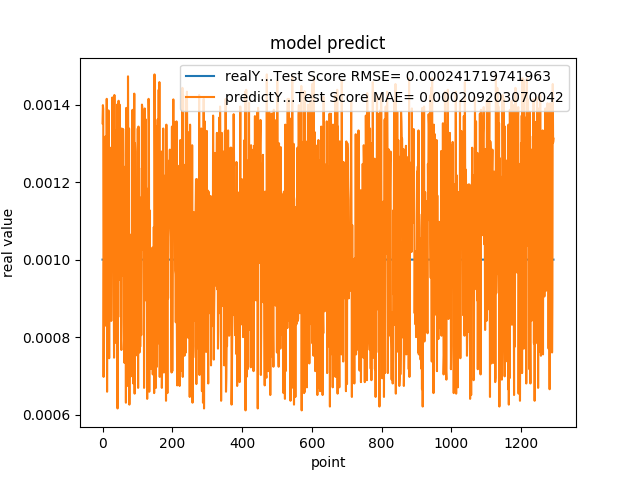 model predict
realY...Test Score RMSE= 0.000241719741963
predictY...Test Score MAE= 0.000209203070042
0.0014
0.0012
0.0010
0.0008
0.0006
real value
0 200 400 600 800 1000 1200
point